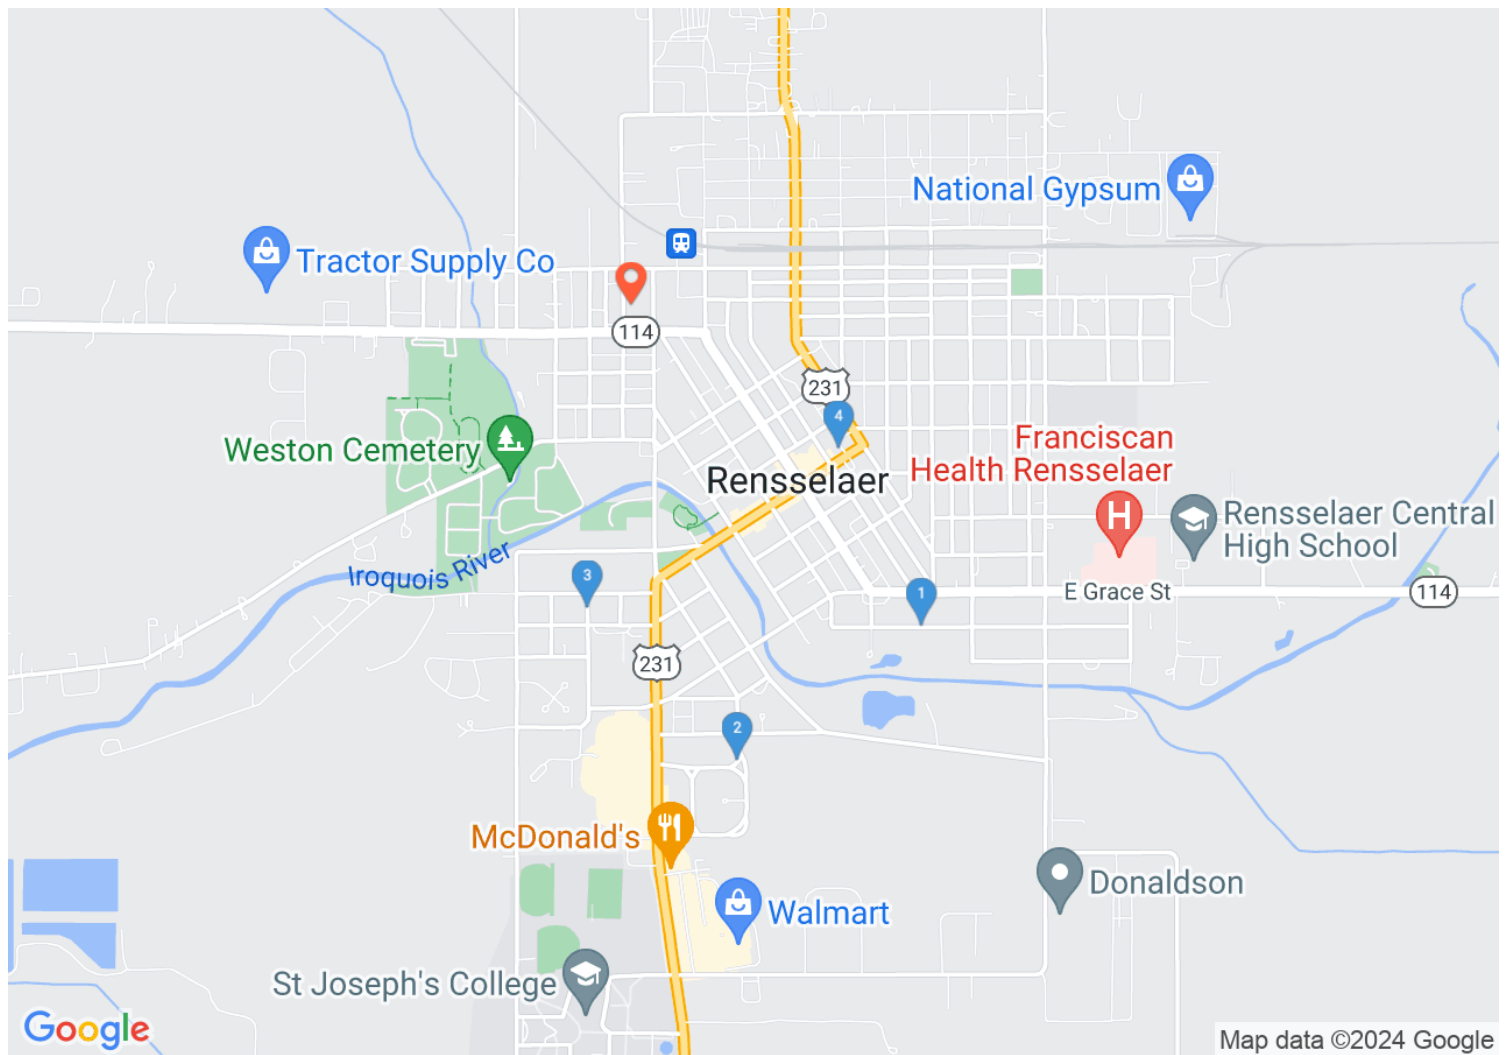 National Gypsum
Tractor Supply Co
114
231
4
Franciscan
Health Rensselaer
Weston Cemetery
Rensselaer
H
Rensselaer Central
High School
Iroquois River
3
1
E Grace St
114
231
2
McDonald's
Donaldson
Walmart
St Joseph's College
Google
Map data ©2024 Google